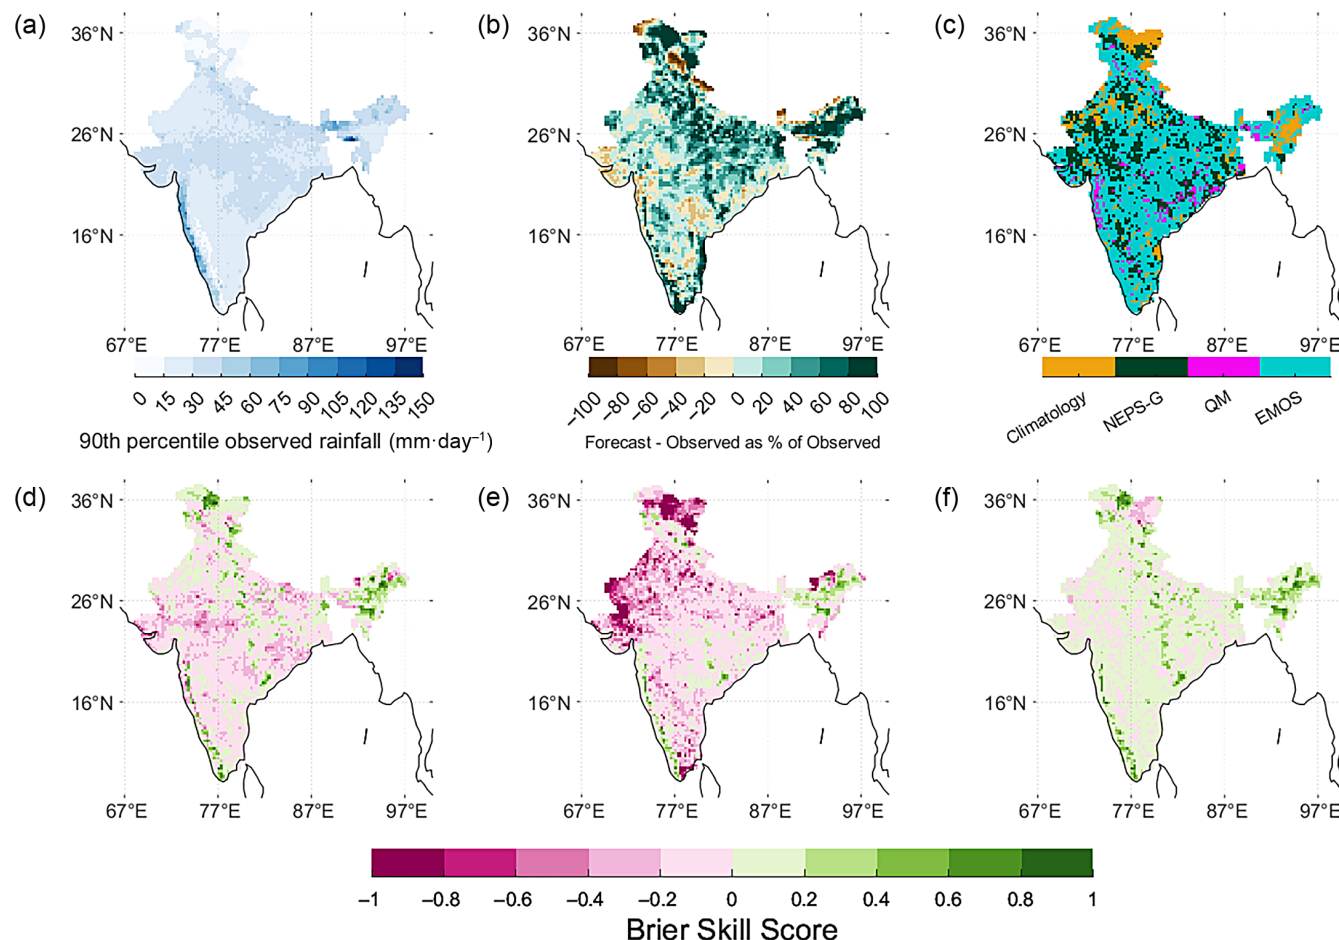 (a)
36°N
26°N
16°N
67°E 77°E 87°E 97°E
0 15 30 45 60 75 90 105 120 135 150
90th percentile observed rainfall (mm·day⁻¹)
(b)
36°N
26°N
16°N
67°E 77°E 87°E 97°E
−100 −80 −60 −40 −20 0 20 40 60 80 100
Forecast - Observed as % of Observed
(c)
36°N
26°N
16°N
67°E 77°E 87°E 97°E
Climatology NEPS-G QM EMOS
(d)
36°N
26°N
16°N
67°E 77°E 87°E 97°E
(e)
36°N
26°N
16°N
67°E 77°E 87°E 97°E
(f)
36°N
26°N
16°N
67°E 77°E 87°E 97°E
−1 −0.8 −0.6 −0.4 −0.2 0 0.2 0.4 0.6 0.8 1
Brier Skill Score